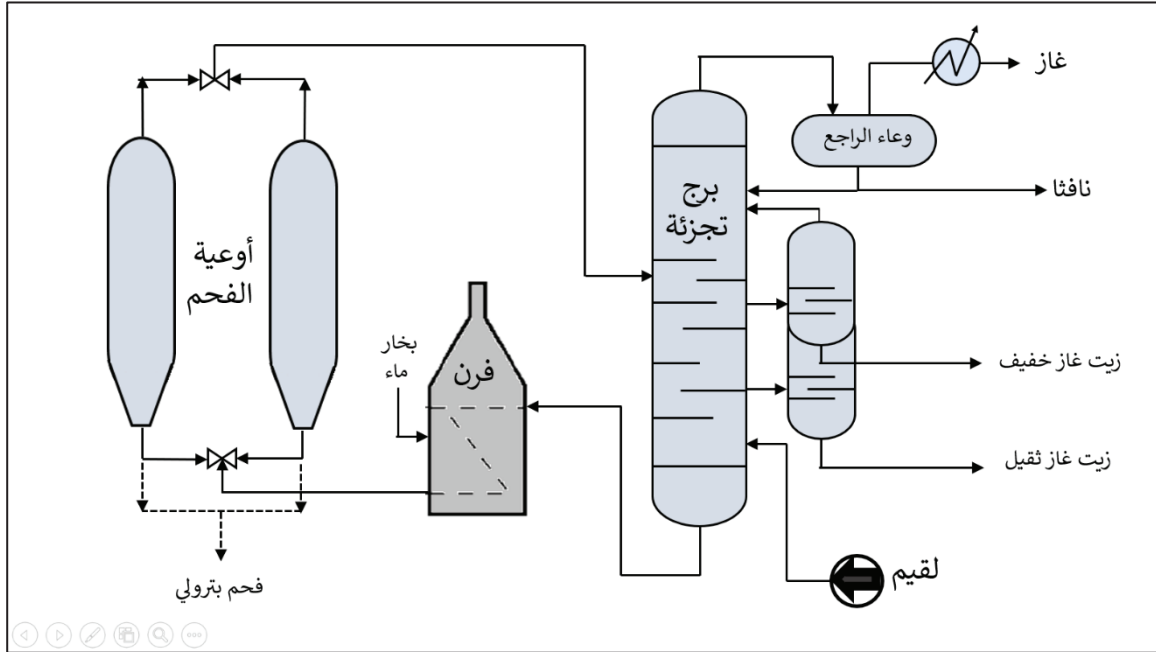 غاز
وعاء الراجع
نافثا
برج
تجزئة
أوعية
الفحم
بخار
ماء
فرن
زيت غاز خفيف
زيت غاز ثقيل
لقيم
فحم بترولي